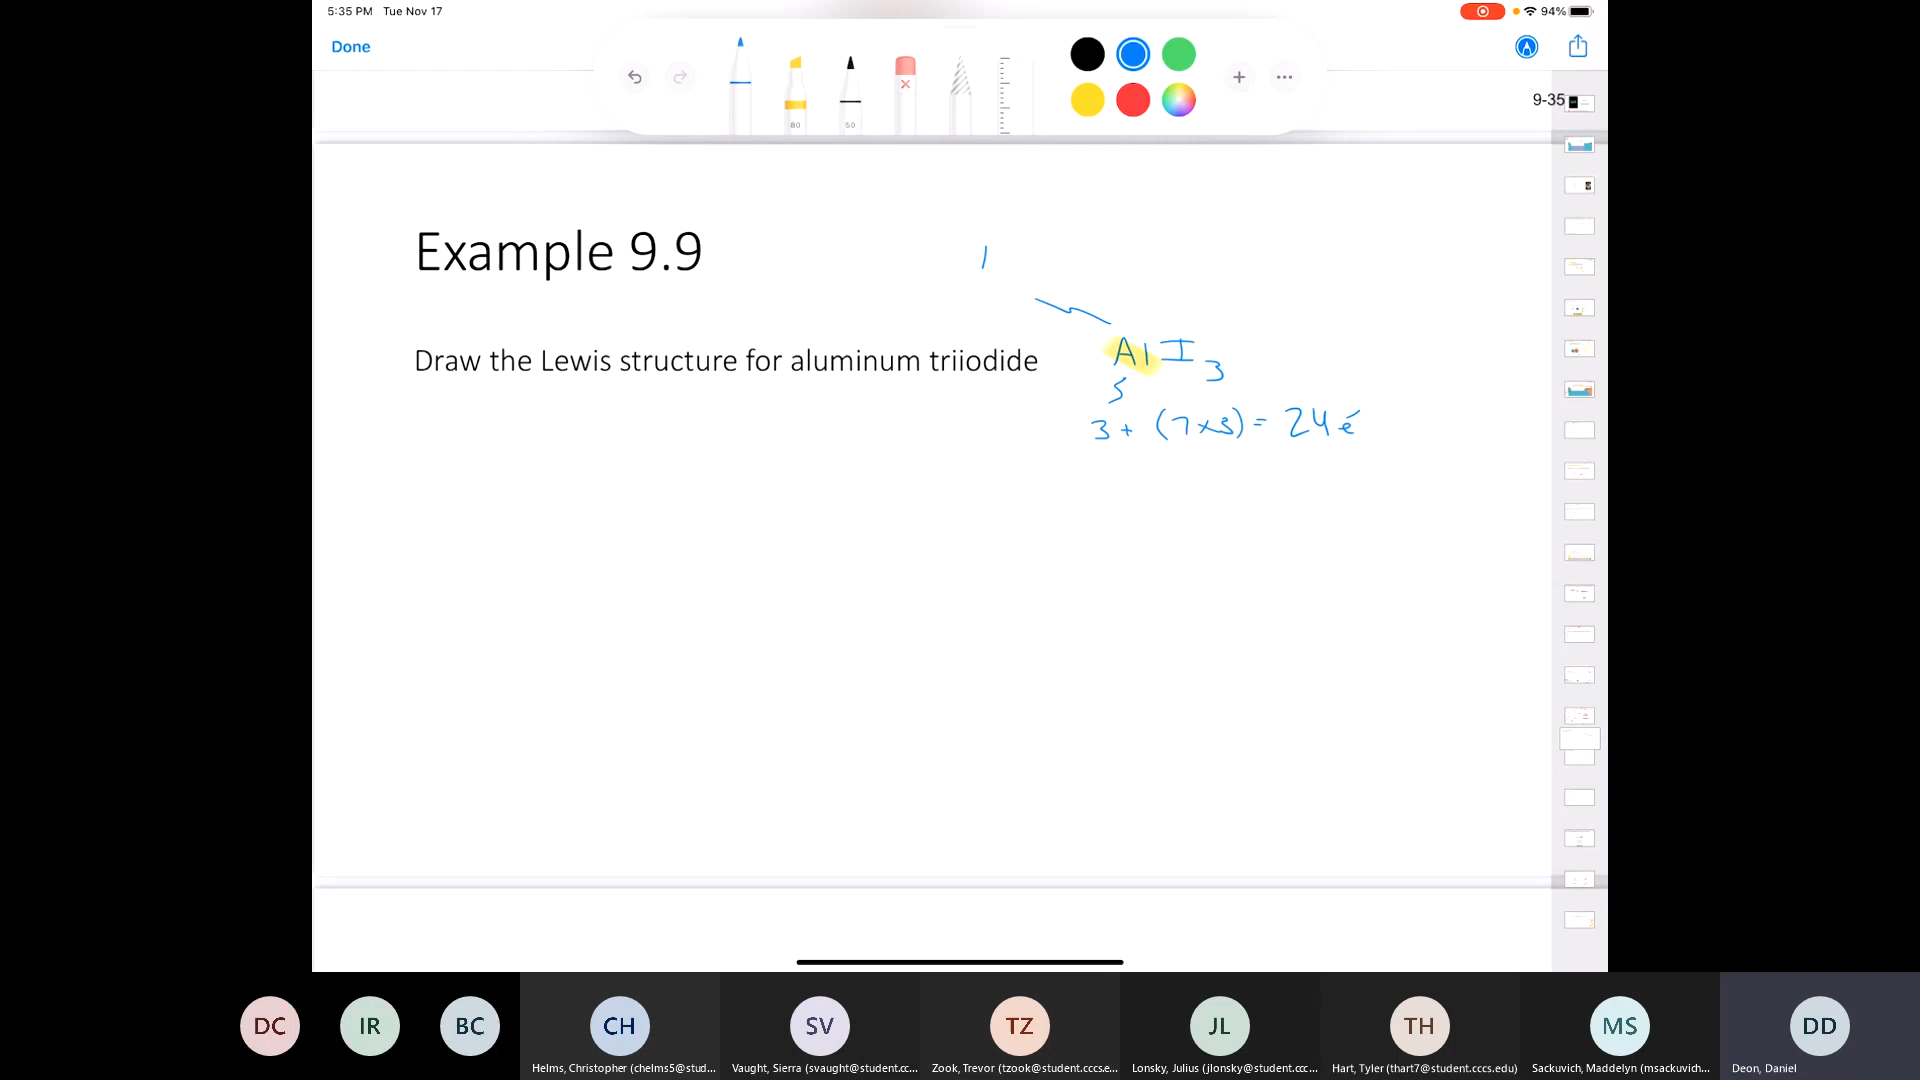 5:35 PM Tue Nov 17
94%
Done
80
50
9-35
Example 9.9
Draw the Lewis structure for aluminum triiodide
AlI3
3 + (7x3) = 24 e-
DC
IR
BC
CH
SV
TZ
JL
TH
MS
DD
Helms, Christopher (chelms5@stud...
Vaught, Sierra (svaught@student.cc...
Zook, Trevor (tzook@student.cccs.e...
Lonsky, Julius (jlonsky@student.ccc...
Hart, Tyler (thart7@student.cccs.edu)
Sackuvich, Maddelyn (msackuvich...
Deon, Daniel